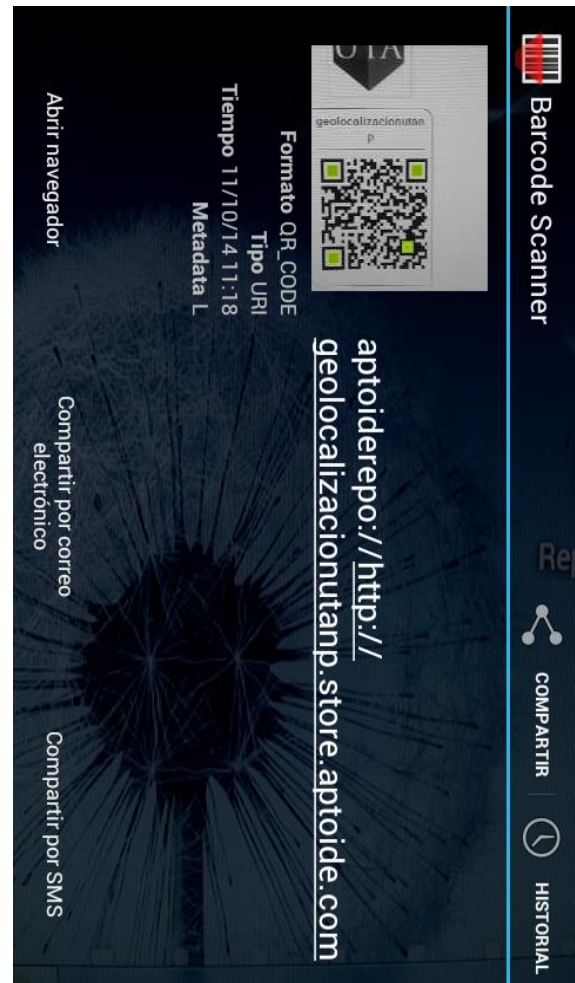 Barcode Scanner
COMPARTIR
HISTORIAL
UTA
geolocalizacionutan
p
Formato QR_CODE
Tipo URI
Tiempo 11/10/14 11:18
Metadata L
aptoiderepo://http://
geolocalizacionutanp.store.aptoide.com
Abrir navegador
Compartir por correo
electrónico
Compartir por SMS